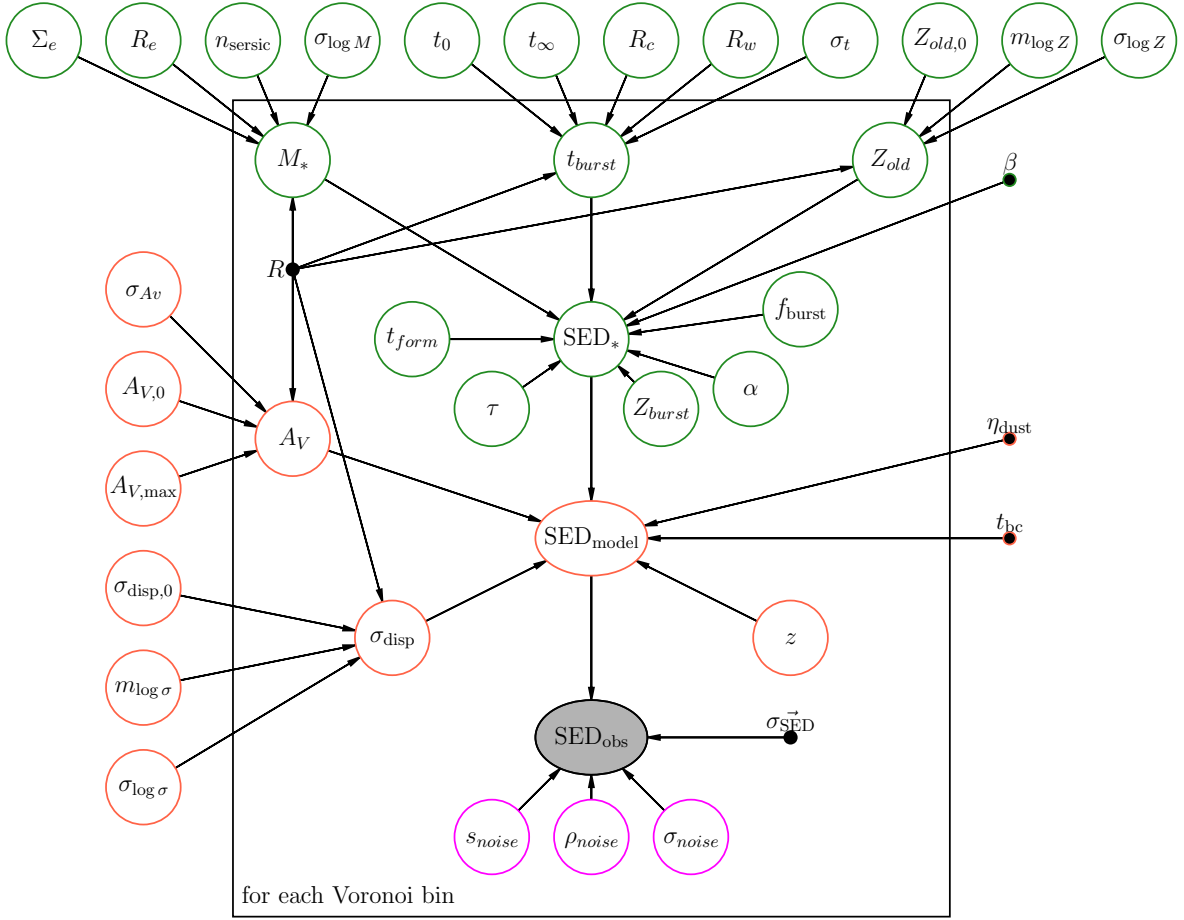 Σ_e R_e n_sersic σ_log M t_0 t_∞ R_c R_w σ_t Z_old,0 m_log Z σ_log Z
M_* t_burst Z_old β
R
σ_Av f_burst
t_form SED_*
A_V,0 τ Z_burst α
A_V η_dust
A_V,max
SED_model t_bc
σ_disp,0
σ_disp z
m_log σ
SED_obs σ_SED⃗
σ_log σ
s_noise ρ_noise σ_noise
for each Voronoi bin